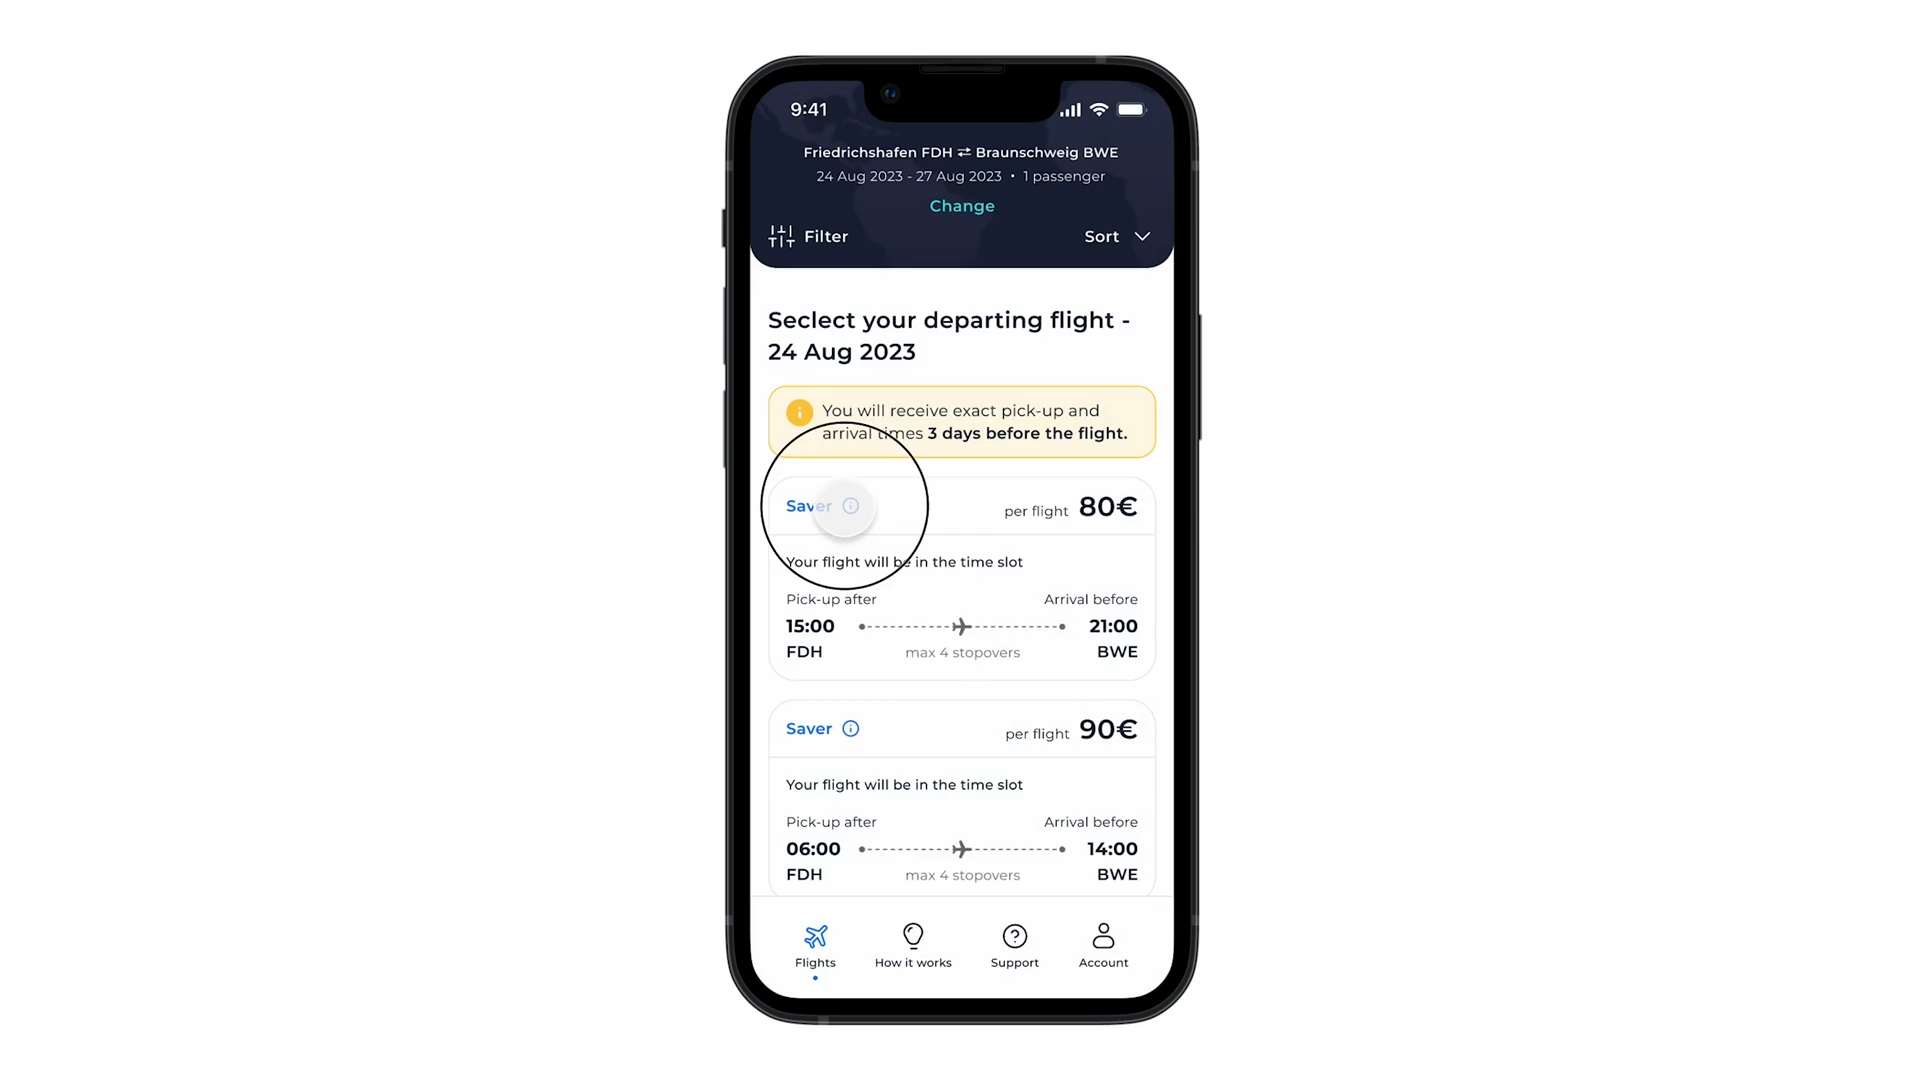 9:41
Friedrichshafen FDH ⇄ Braunschweig BWE
24 Aug 2023 - 27 Aug 2023 • 1 passenger
Change
Filter
Sort
Seclect your departing flight -
24 Aug 2023
You will receive exact pick-up and
arrival times 3 days before the flight.
Saver
per flight 80€
Your flight will be in the time slot
Pick-up after
Arrival before
15:00
21:00
FDH
max 4 stopovers
BWE
Saver
per flight 90€
Your flight will be in the time slot
Pick-up after
Arrival before
06:00
14:00
FDH
max 4 stopovers
BWE
Flights
How it works
Support
Account